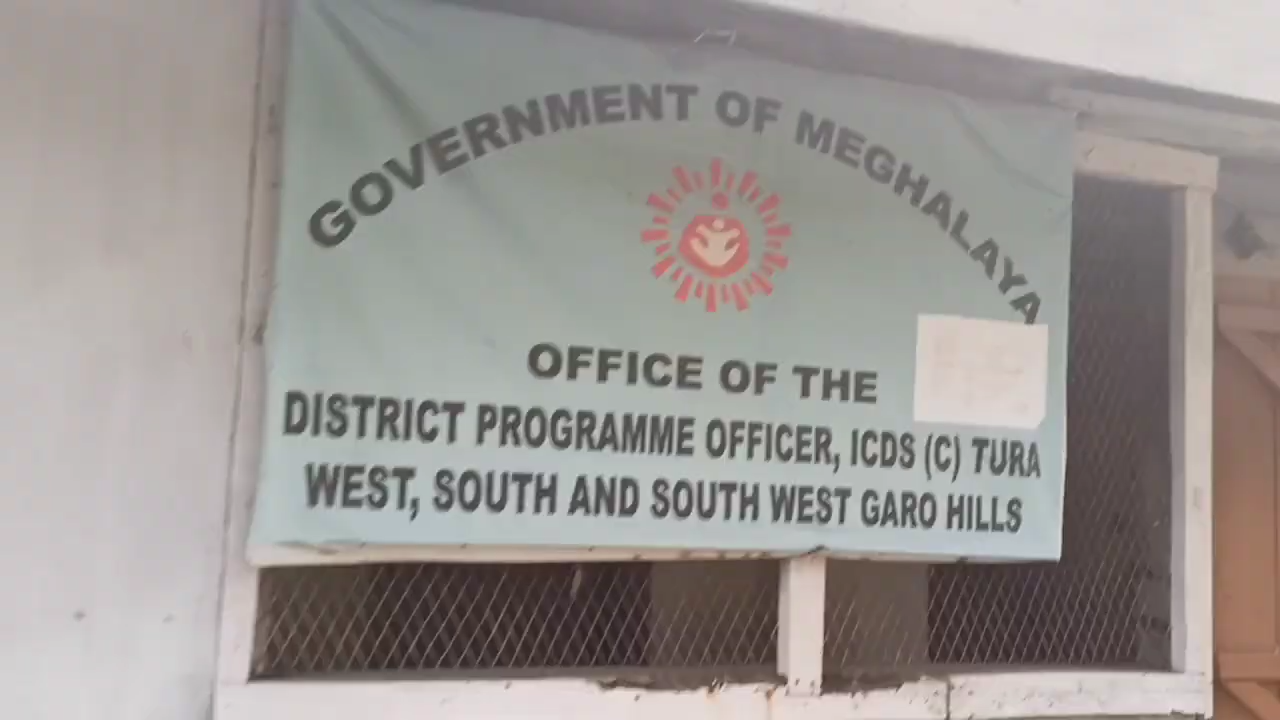 GOVERNMENT OF MEGHALAYA
OFFICE OF THE
DISTRICT PROGRAMME OFFICER, ICDS (C) TURA
WEST, SOUTH AND SOUTH WEST GARO HILLS